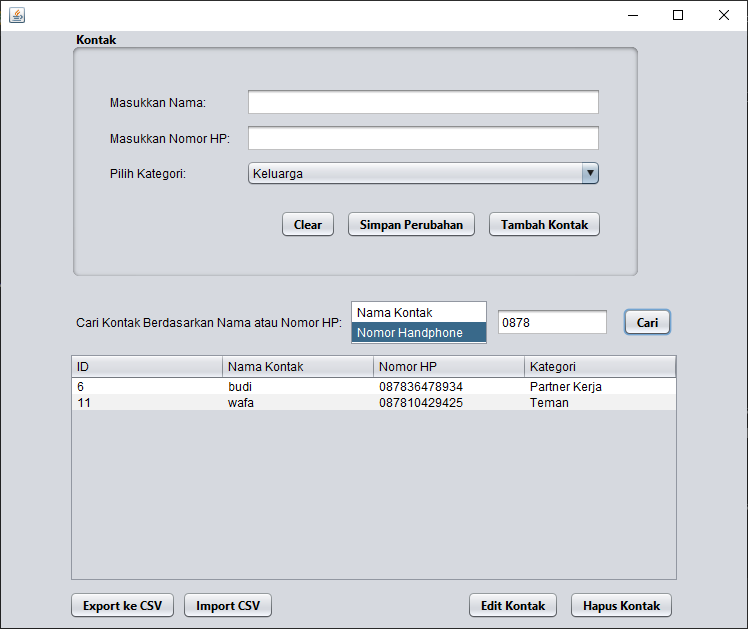 Kontak
Masukkan Nama:
Masukkan Nomor HP:
Pilih Kategori: Keluarga
Clear Simpan Perubahan Tambah Kontak
Nama Kontak
Cari Kontak Berdasarkan Nama atau Nomor HP: 0878 Cari
Nomor Handphone
ID Nama Kontak Nomor HP Kategori
6 budi 087836478934 Partner Kerja
11 wafa 087810429425 Teman
Export ke CSV Import CSV Edit Kontak Hapus Kontak